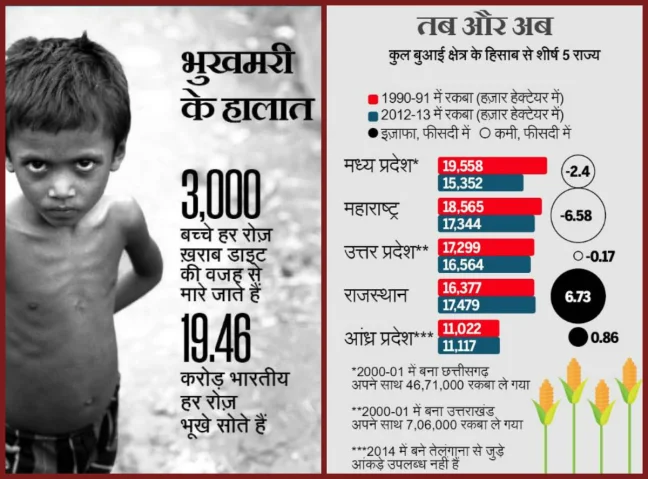 भुखमरी
के हालात
3,000
बच्चे हर रोज़
ख़राब डाइट
की वजह से
मारे जाते हैं
19.46
करोड़ भारतीय
हर रोज़
भूखे सोते हैं
तब और अब
कुल बुआई क्षेत्र के हिसाब से शीर्ष 5 राज्य
1990-91 में रकबा (हज़ार हेक्टेयर में)
2012-13 में रकबा (हज़ार हेक्टेयर में)
इज़ाफा, फीसदी में कमी, फीसदी में
मध्य प्रदेश* 19,558 -2.4
15,352
महाराष्ट्र 18,565 -6.58
17,344
उत्तर प्रदेश** 17,299 -0.17
16,564
राजस्थान 16,377 6.73
17,479
आंध्र प्रदेश*** 11,022 0.86
11,117
*2000-01 में बना छत्तीसगढ़
अपने साथ 46,71,000 रकबा ले गया
**2000-01 में बना उत्तराखंड
अपने साथ 7,06,000 रकबा ले गया
***2014 में बने तेलंगाना से जुड़े
आंकड़े उपलब्ध नही हैं